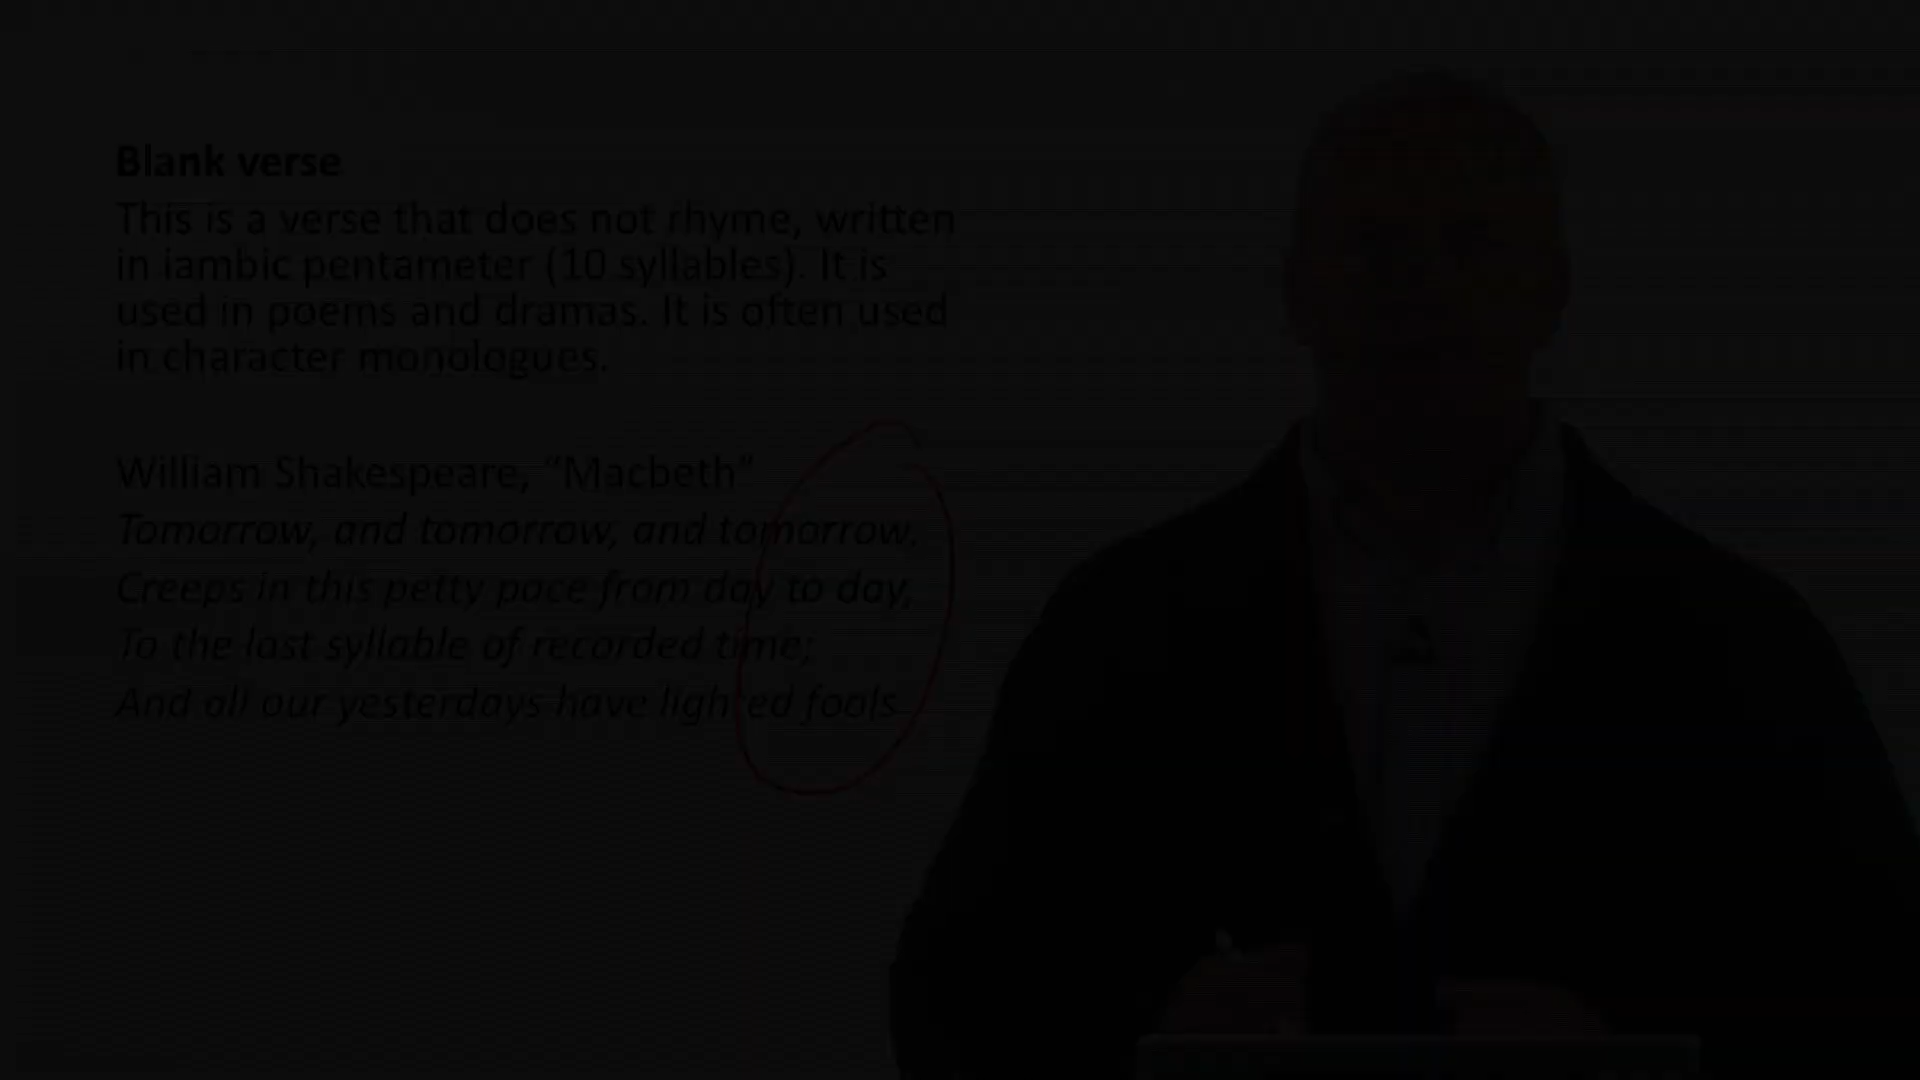 Blank verse
This is a verse that does not rhyme, written
in iambic pentameter (10 syllables). It is
used in poems and dramas. It is often used
in character monologues.
William Shakespeare, “Macbeth”
Tomorrow, and tomorrow, and tomorrow,
Creeps in this petty pace from day to day,
To the last syllable of recorded time;
And all our yesterdays have lighted fools